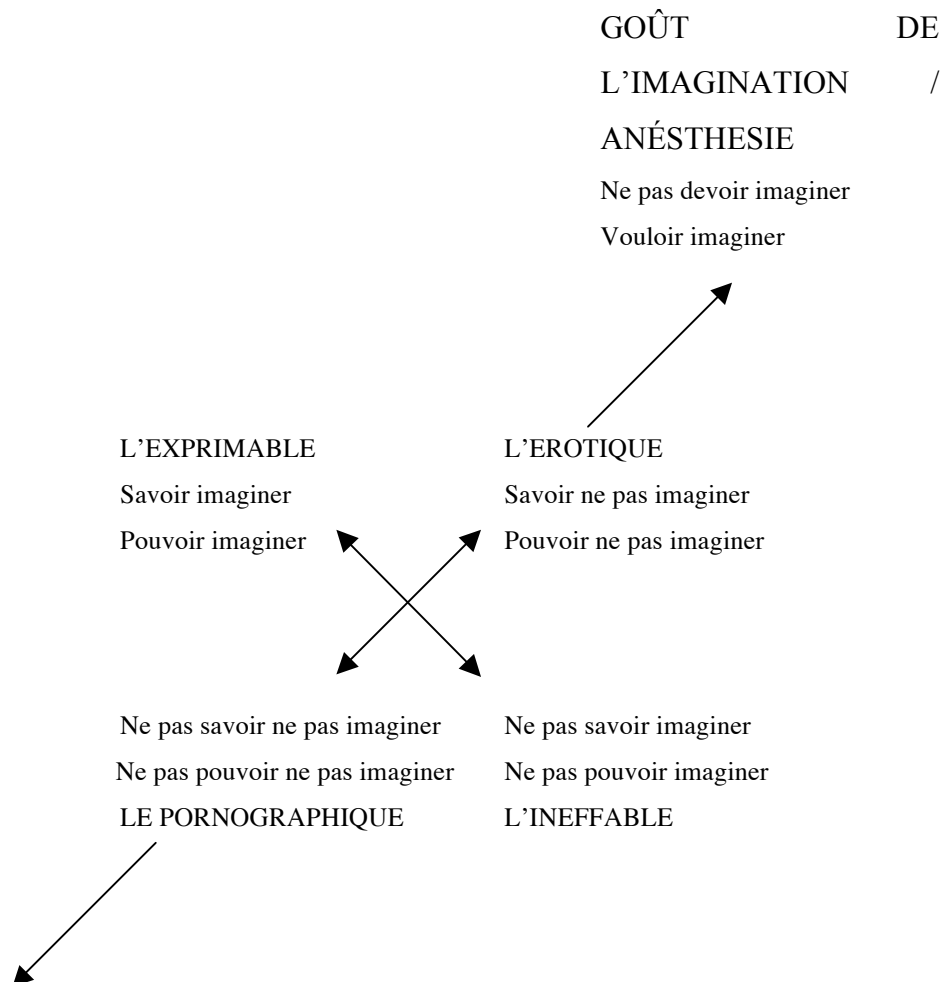 GOÛT DE
L’IMAGINATION /
ANÉSTHESIE
Ne pas devoir imaginer
Vouloir imaginer
L’EXPRIMABLE L’EROTIQUE
Savoir imaginer Savoir ne pas imaginer
Pouvoir imaginer Pouvoir ne pas imaginer
Ne pas savoir ne pas imaginer Ne pas savoir imaginer
Ne pas pouvoir ne pas imaginer Ne pas pouvoir imaginer
LE PORNOGRAPHIQUE L’INEFFABLE